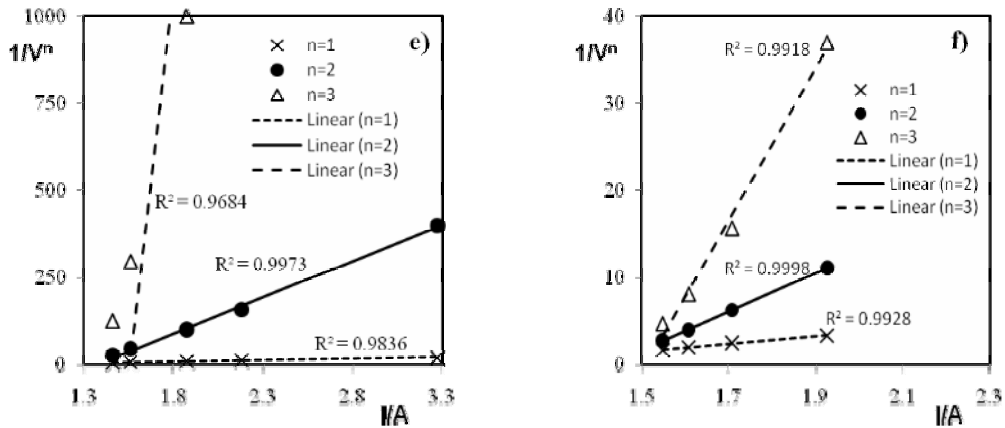 1000
1/Vⁿ
750
500
250
0
e)
n=1
n=2
n=3
Linear (n=1)
Linear (n=2)
Linear (n=3)
R² = 0.9684
R² = 0.9973
R² = 0.9836
1.3 1.8 2.3 2.8 3.3
I/A
40
1/Vⁿ
30
20
10
0
R² = 0.9918
f)
n=1
n=2
n=3
Linear (n=1)
Linear (n=2)
Linear (n=3)
R² = 0.9998
R² = 0.9928
1.5 1.7 1.9 2.1 2.3
I/A